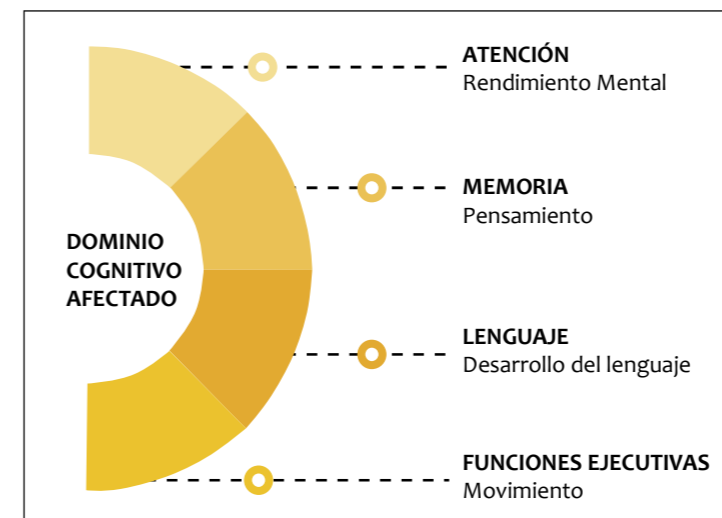 ATENCIÓN
Rendimiento Mental
MEMORIA
Pensamiento
DOMINIO
COGNITIVO
AFECTADO
LENGUAJE
Desarrollo del lenguaje
FUNCIONES EJECUTIVAS
Movimiento